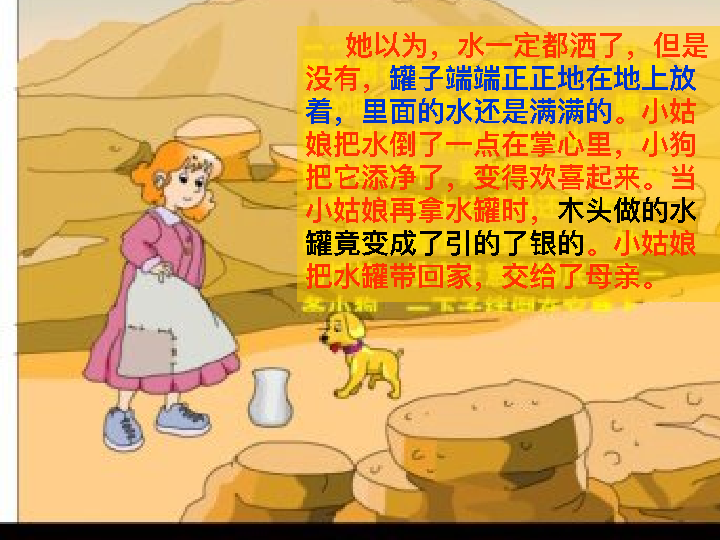 她以为，水一定都洒了，但是
没有，罐子端端正正地在地上放
着，里面的水还是满满的。小姑
娘把水倒了一点在掌心里，小狗
把它添净了，变得欢喜起来。当
小姑娘再拿水罐时，木头做的水
罐竟变成了引的了银的。小姑娘
把水罐带回家，交给了母亲。